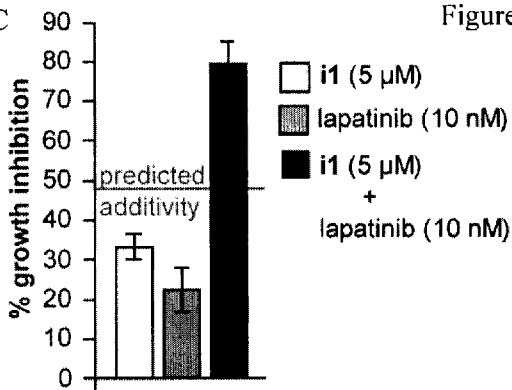 C
Figure
% growth inhibition
90
80
70
60
50
40
30
20
10
0
predicted
additivity
i1 (5 µM)
lapatinib (10 nM)
i1 (5 µM)
+
lapatinib (10 nM)